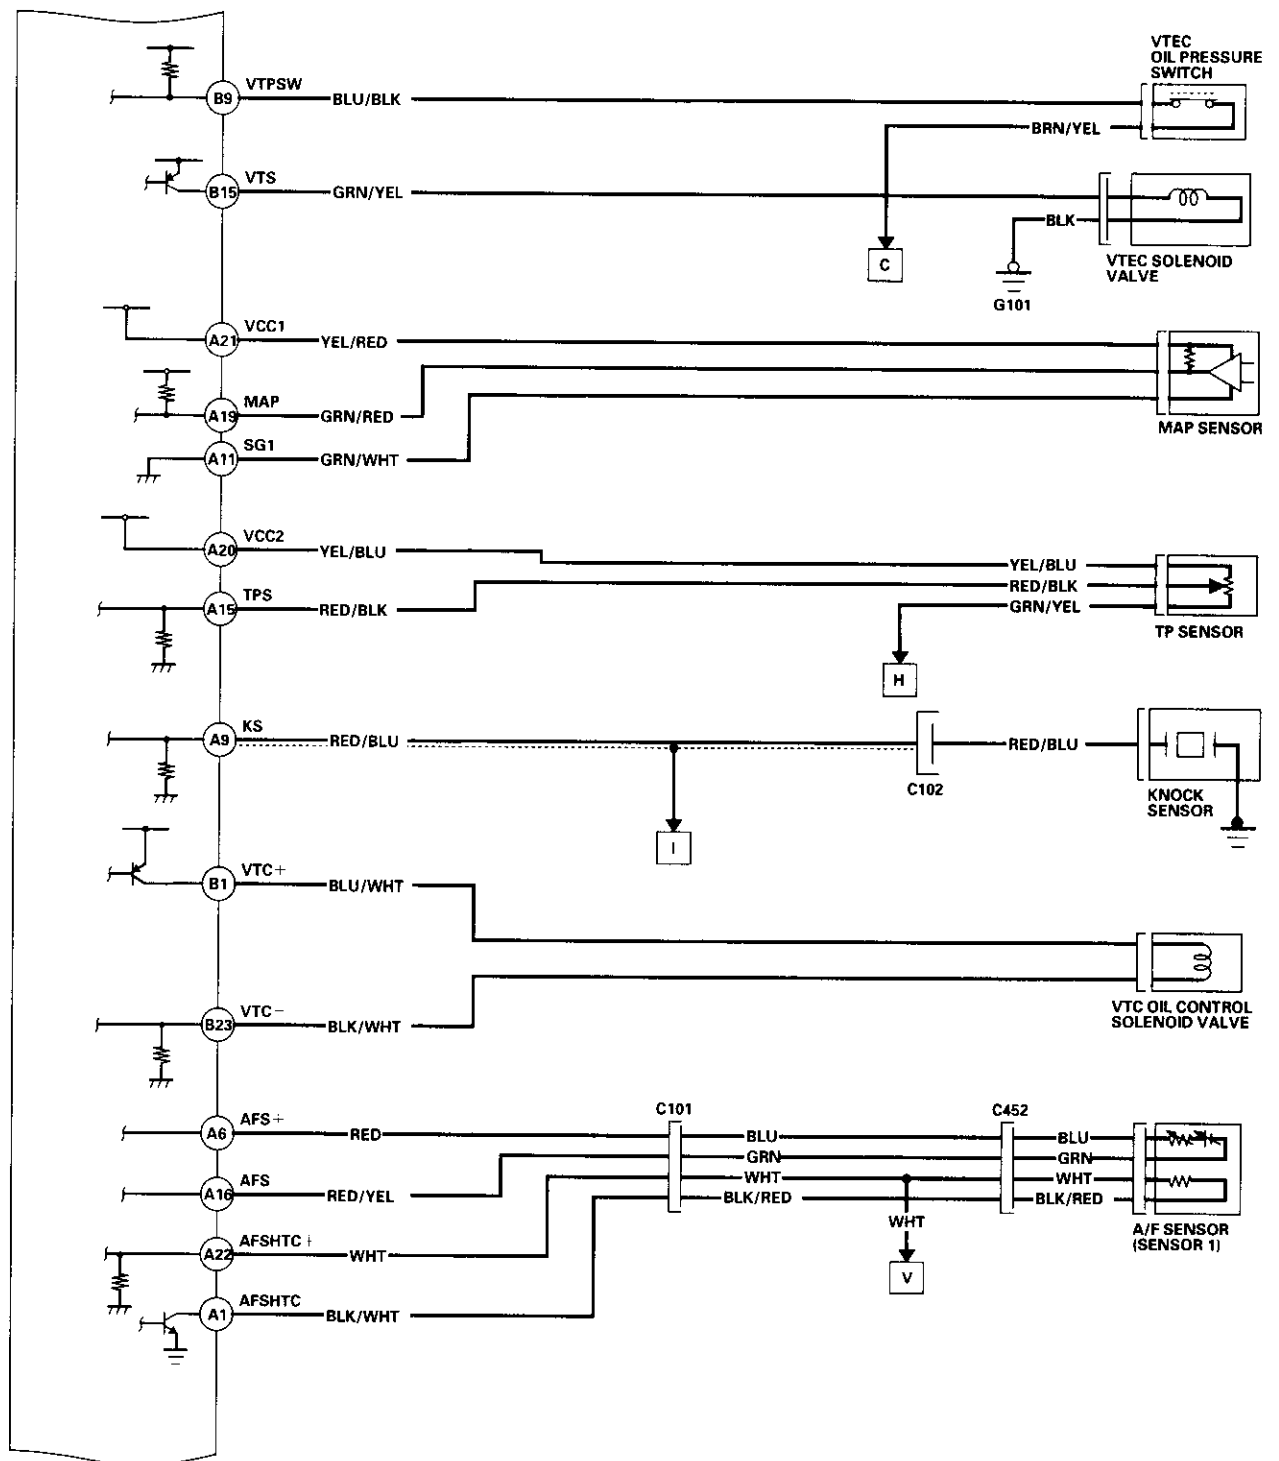 VTEC
OIL PRESSURE
SWITCH
B9 VTPSW BLU/BLK
BRN/YEL
B15 VTS GRN/YEL
BLK
C
G101
VTEC SOLENOID
VALVE
A21 VCC1 YEL/RED
A19 MAP GRN/RED
A11 SG1 GRN/WHT
MAP SENSOR
A20 VCC2 YEL/BLU YEL/BLU
A15 TPS RED/BLK RED/BLK
GRN/YEL
TP SENSOR
H
A9 KS RED/BLU RED/BLU
C102
KNOCK
SENSOR
I
B1 VTC+ BLU/WHT
B23 VTC− BLK/WHT
VTC OIL CONTROL
SOLENOID VALVE
C101 C452
A6 AFS+ RED BLU BLU
GRN GRN
A16 AFS RED/YEL WHT WHT
BLK/RED BLK/RED
WHT
A/F SENSOR
(SENSOR 1)
A22 AFSHTC+ WHT
V
A1 AFSHTC BLK/WHT